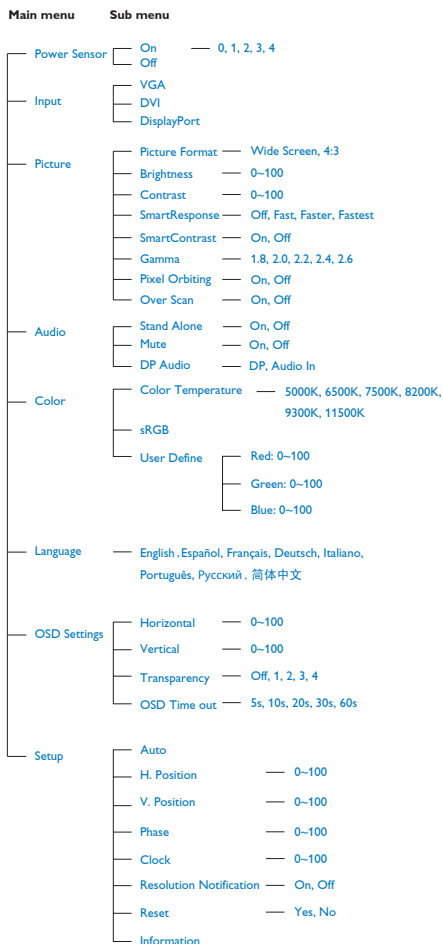 Main menu Sub menu
Power Sensor On 0, 1, 2, 3, 4
Off
Input VGA
DVI
DisplayPort
Picture Picture Format Wide Screen, 4:3
Brightness 0~100
Contrast 0~100
SmartResponse Off, Fast, Faster, Fastest
SmartContrast On, Off
Gamma 1.8, 2.0, 2.2, 2.4, 2.6
Pixel Orbiting On, Off
Over Scan On, Off
Audio Stand Alone On, Off
Mute On, Off
DP Audio DP, Audio In
Color Color Temperature 5000K, 6500K, 7500K, 8200K,
9300K, 11500K
sRGB
User Define Red: 0~100
Green: 0~100
Blue: 0~100
Language English, Español, Français, Deutsch, Italiano,
Português, Русский, 简体中文
OSD Settings Horizontal 0~100
Vertical 0~100
Transparency Off, 1, 2, 3, 4
OSD Time out 5s, 10s, 20s, 30s, 60s
Setup Auto
H. Position 0~100
V. Position 0~100
Phase 0~100
Clock 0~100
Resolution Notification On, Off
Reset Yes, No
Information